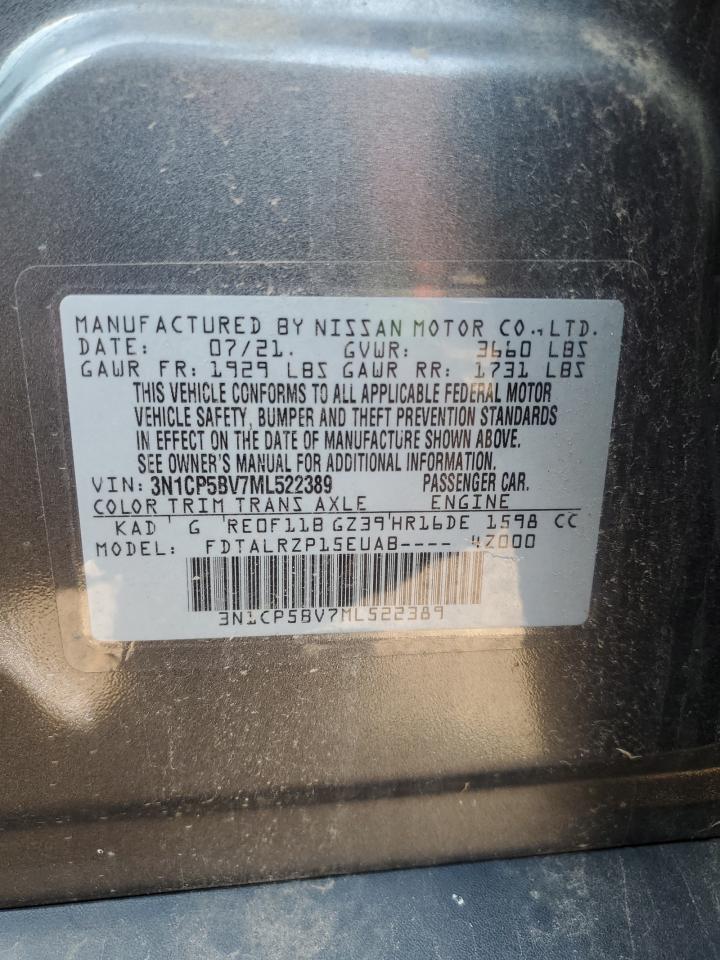 MANUFACTURED BY NISSAN MOTOR CO., LTD.
DATE: 07/21. GVWR: 3660 LBS
GAWR FR: 1929 LBS GAWR RR: 1731 LBS
THIS VEHICLE CONFORMS TO ALL APPLICABLE FEDERAL MOTOR
VEHICLE SAFETY, BUMPER AND THEFT PREVENTION STANDARDS
IN EFFECT ON THE DATE OF MANUFACTURE SHOWN ABOVE.
SEE OWNER'S MANUAL FOR ADDITIONAL INFORMATION.
VIN: 3N1CP5BV7ML522389 PASSENGER CAR.
COLOR TRIM TRANS AXLE ENGINE
KAD G RE0F11B GZ39 HR16DE 1598 CC
MODEL: FDTALRZP15EUAB---- 4Z000
3N1CP5BV7ML522389